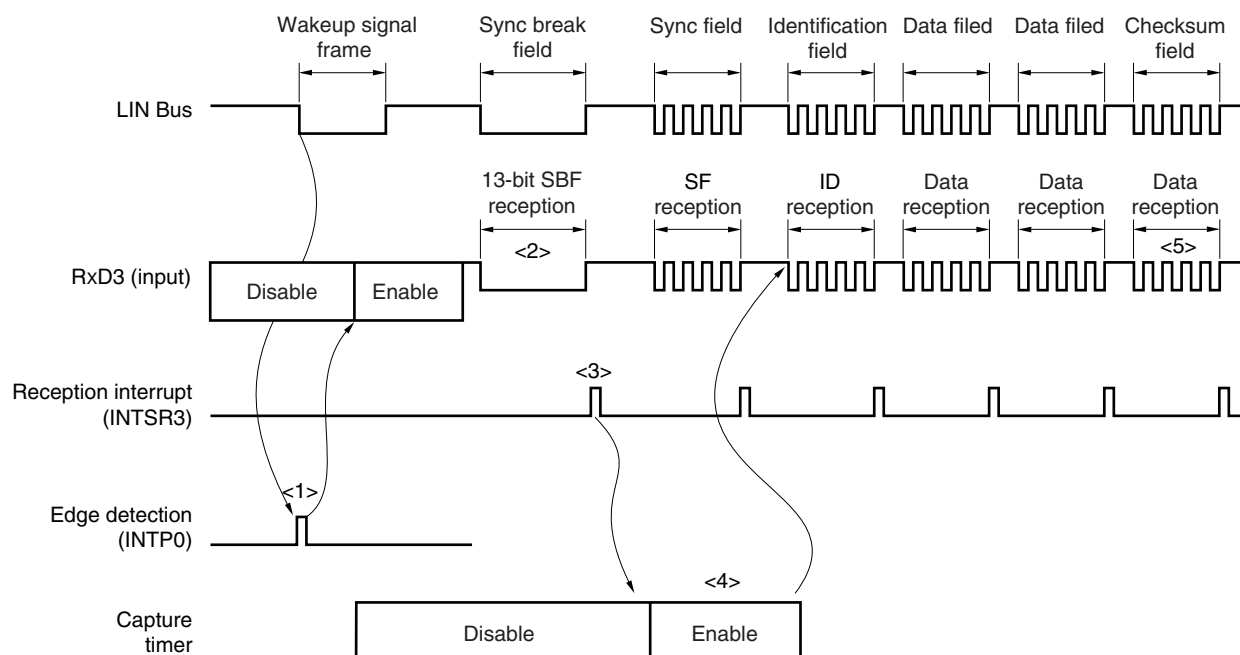 Wakeup signal
frame
Sync break
field
Sync field
Identification
field
Data filed
Data filed
Checksum
field
LIN Bus
13-bit SBF
reception
SF
reception
ID
reception
Data
reception
Data
reception
Data
reception
<2>
<5>
RxD3 (input)
Disable
Enable
Reception interrupt
(INTSR3)
<3>
Edge detection
(INTP0)
<1>
Capture
timer
Disable
<4>
Enable